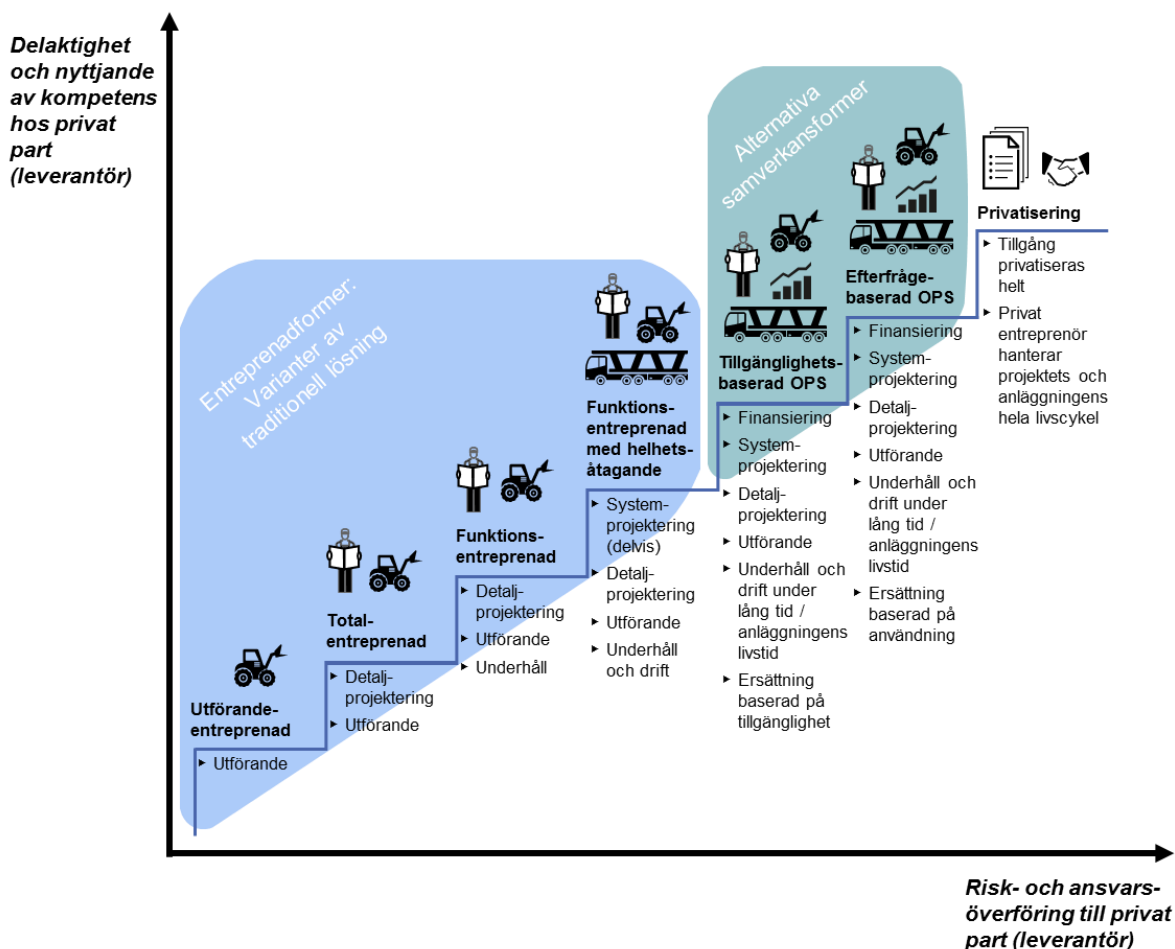 Delaktighet
och nyttjande
av kompetens
hos privat
part
(leverantör)
Entreprenadformer:
Varianter av
traditionell lösning
Alternativa
samverkansformer
Utförande-
entreprenad
▸ Utförande
Total-
entreprenad
▸ Detalj-
projektering
▸ Utförande
Funktions-
entreprenad
▸ Detalj-
projektering
▸ Utförande
▸ Underhåll
Funktions-
entreprenad
med helhets-
åtagande
▸ System-
projektering
(delvis)
▸ Detalj-
projektering
▸ Utförande
▸ Underhåll
och drift
Tillgänglighets-
baserad OPS
▸ Finansiering
▸ System-
projektering
▸ Detalj-
projektering
▸ Utförande
▸ Underhåll och
drift under
lång tid /
anläggningens
livstid
▸ Ersättning
baserad på
tillgänglighet
Efterfråge-
baserad OPS
▸ Finansiering
▸ System-
projektering
▸ Detalj-
projektering
▸ Utförande
▸ Underhåll och
drift under
lång tid /
anläggningens
livstid
▸ Ersättning
baserad på
användning
Privatisering
▸ Tillgång
privatiseras
helt
▸ Privat
entreprenör
hanterar
projektets och
anläggningens
hela livscykel
Risk- och ansvars-
överföring till privat
part (leverantör)